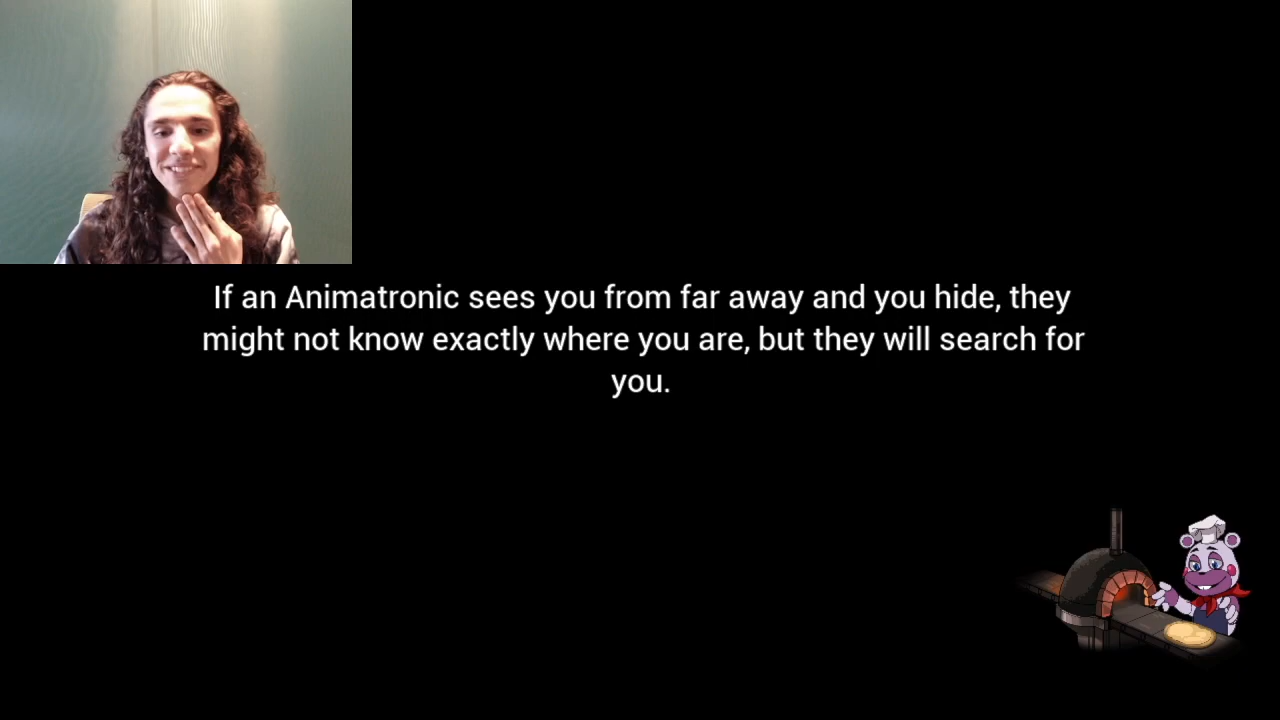 If an Animatronic sees you from far away and you hide, they
might not know exactly where you are, but they will search for
you.